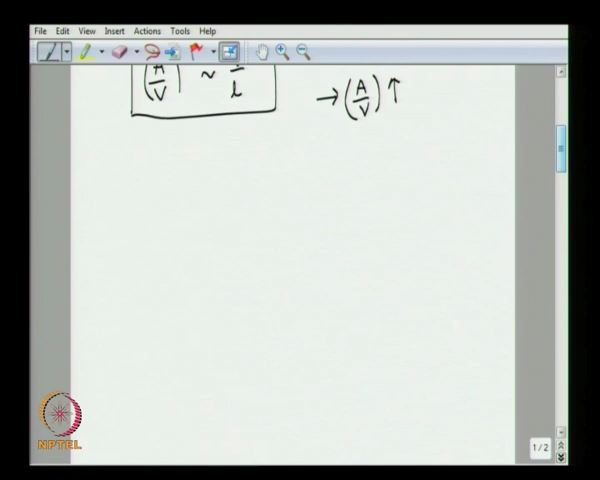 File Edit View Insert Actions Tools Help
(A/V) ~ 1/l
→ (A/V) ↑
NPTEL
1/2